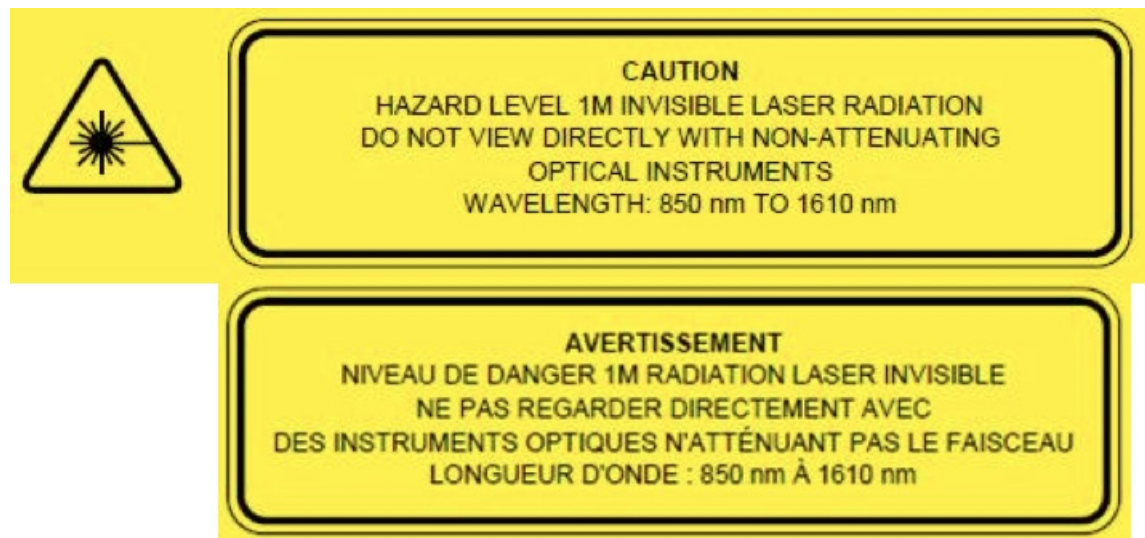 CAUTION
HAZARD LEVEL 1M INVISIBLE LASER RADIATION
DO NOT VIEW DIRECTLY WITH NON-ATTENUATING
OPTICAL INSTRUMENTS
WAVELENGTH: 850 nm TO 1610 nm
AVERTISSEMENT
NIVEAU DE DANGER 1M RADIATION LASER INVISIBLE
NE PAS REGARDER DIRECTEMENT AVEC
DES INSTRUMENTS OPTIQUES N'ATTÉNUANT PAS LE FAISCEAU
LONGUEUR D'ONDE : 850 nm À 1610 nm